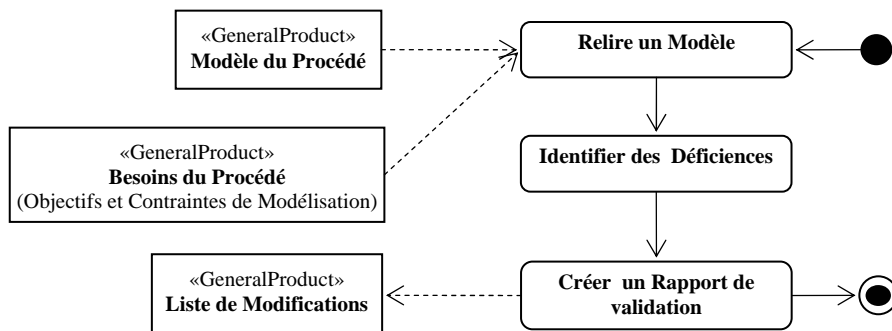 «GeneralProduct»
Modèle du Procédé
Relire un Modèle
«GeneralProduct»
Besoins du Procédé
(Objectifs et Contraintes de Modélisation)
Identifier des Déficiences
«GeneralProduct»
Liste de Modifications
Créer un Rapport de
validation